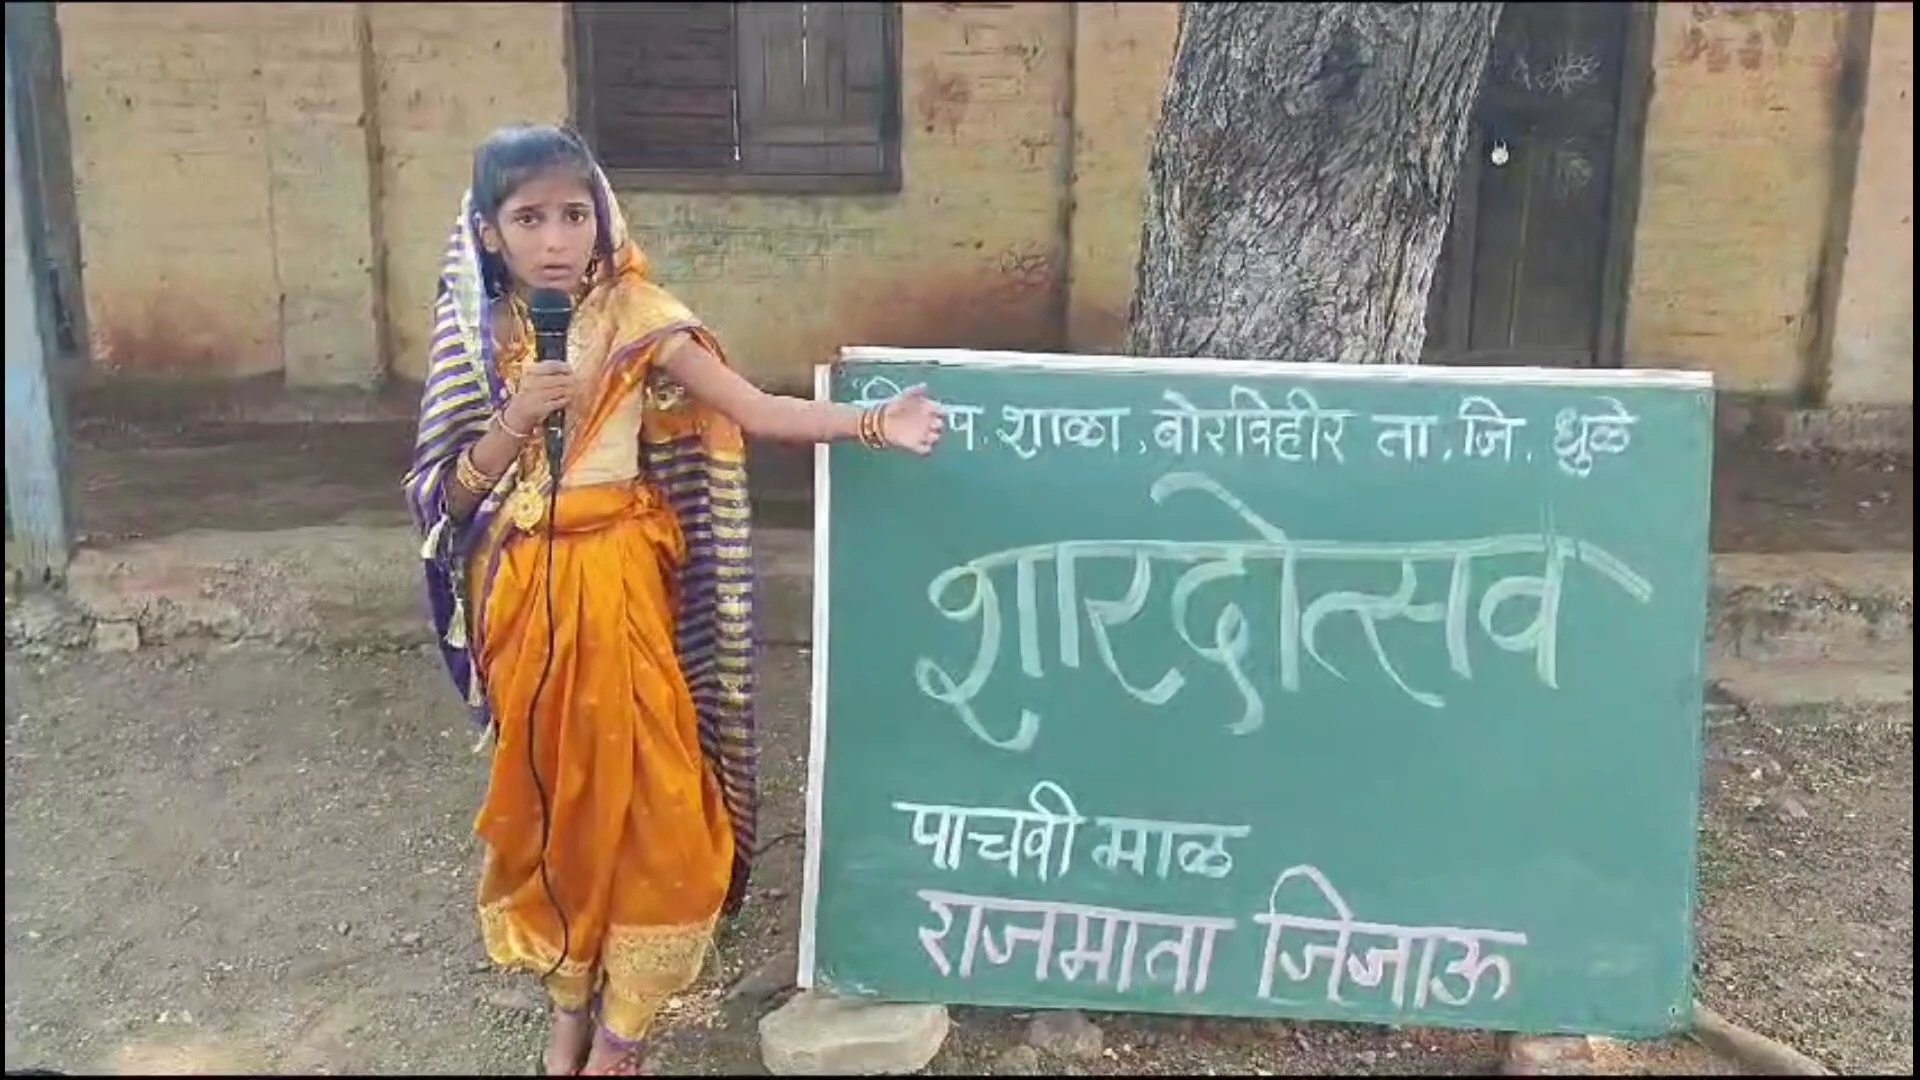 प. शाळा, बोरविहीर ता. जि. धुळे
शारदोत्सव
पाचवी माळ
राजमाता जिजाऊ